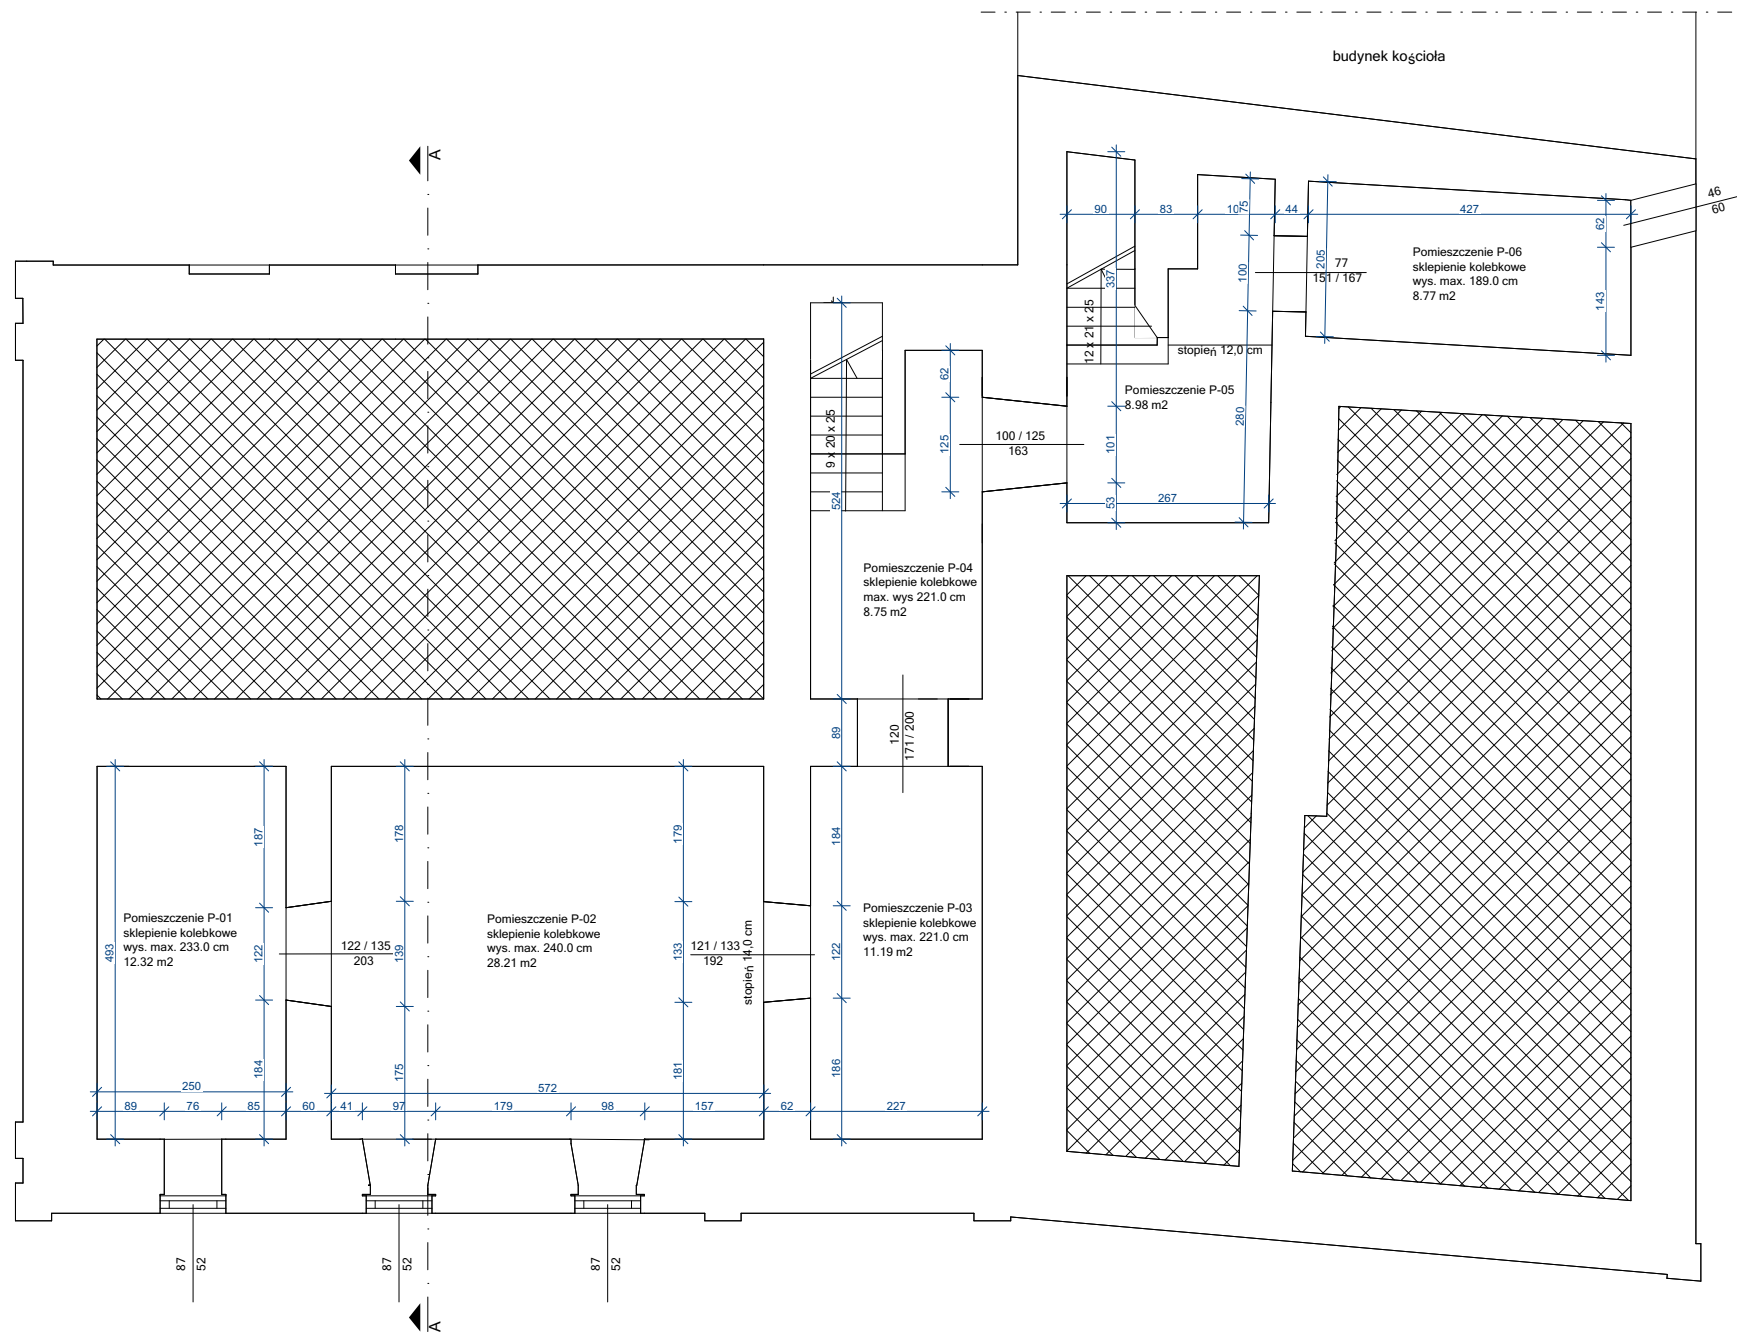 budynek kościoła
A
46
60
90
83
10
75
44
427
62
Pomieszczenie P-06
sklepienie kolebkowe
wys. max. 189.0 cm
8.77 m2
77
151 / 167
205
100
337
143
12 x 21 x 25
stopień 12,0 cm
Pomieszczenie P-05
8.98 m2
280
62
125
100 / 125
163
101
53
267
9 x 20 x 25
524
Pomieszczenie P-04
sklepienie kolebkowe
max. wys 221.0 cm
8.75 m2
89
120
171 / 200
187
178
179
184
Pomieszczenie P-01
sklepienie kolebkowe
wys. max. 233.0 cm
12.32 m2
493
122
122 / 135
203
139
Pomieszczenie P-02
sklepienie kolebkowe
wys. max. 240.0 cm
28.21 m2
133
121 / 133
192
stopień 14,0 cm
122
Pomieszczenie P-03
sklepienie kolebkowe
wys. max. 221.0 cm
11.19 m2
184
175
181
186
250
572
89
76
85
60
41
97
179
98
157
62
227
87
52
87
52
87
52
A